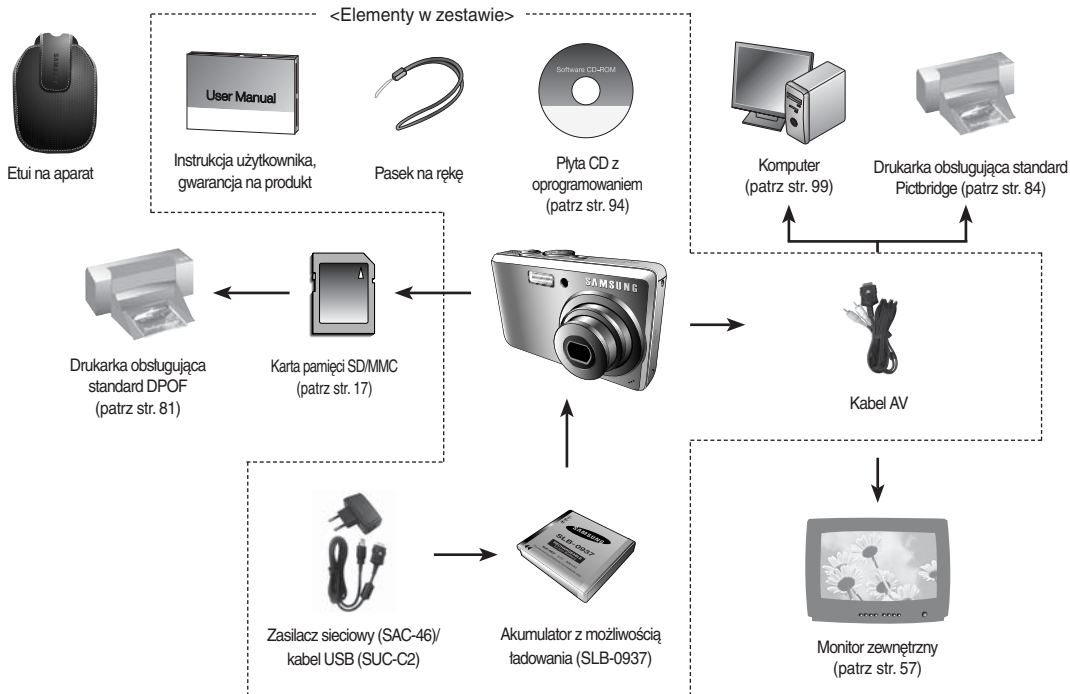 <Elementy w zestawie>
SAMSUNG
User Manual
Software CD-ROM
Etui na aparat
Instrukcja użytkownika,
gwarancja na produkt
Pasek na rękę
Płyta CD z
oprogramowaniem
(patrz str. 94)
Komputer
(patrz str. 99)
Drukarka obsługująca standard
Pictbridge (patrz str. 84)
SAMSUNG
Drukarka obsługująca
standard DPOF
(patrz str. 81)
Karta pamięci SD/MMC
(patrz str. 17)
Kabel AV
SAMSUNG
SLB-0937
Zasilacz sieciowy (SAC-46)/
kabel USB (SUC-C2)
Akumulator z możliwością
ładowania (SLB-0937)
Monitor zewnętrzny
(patrz str. 57)